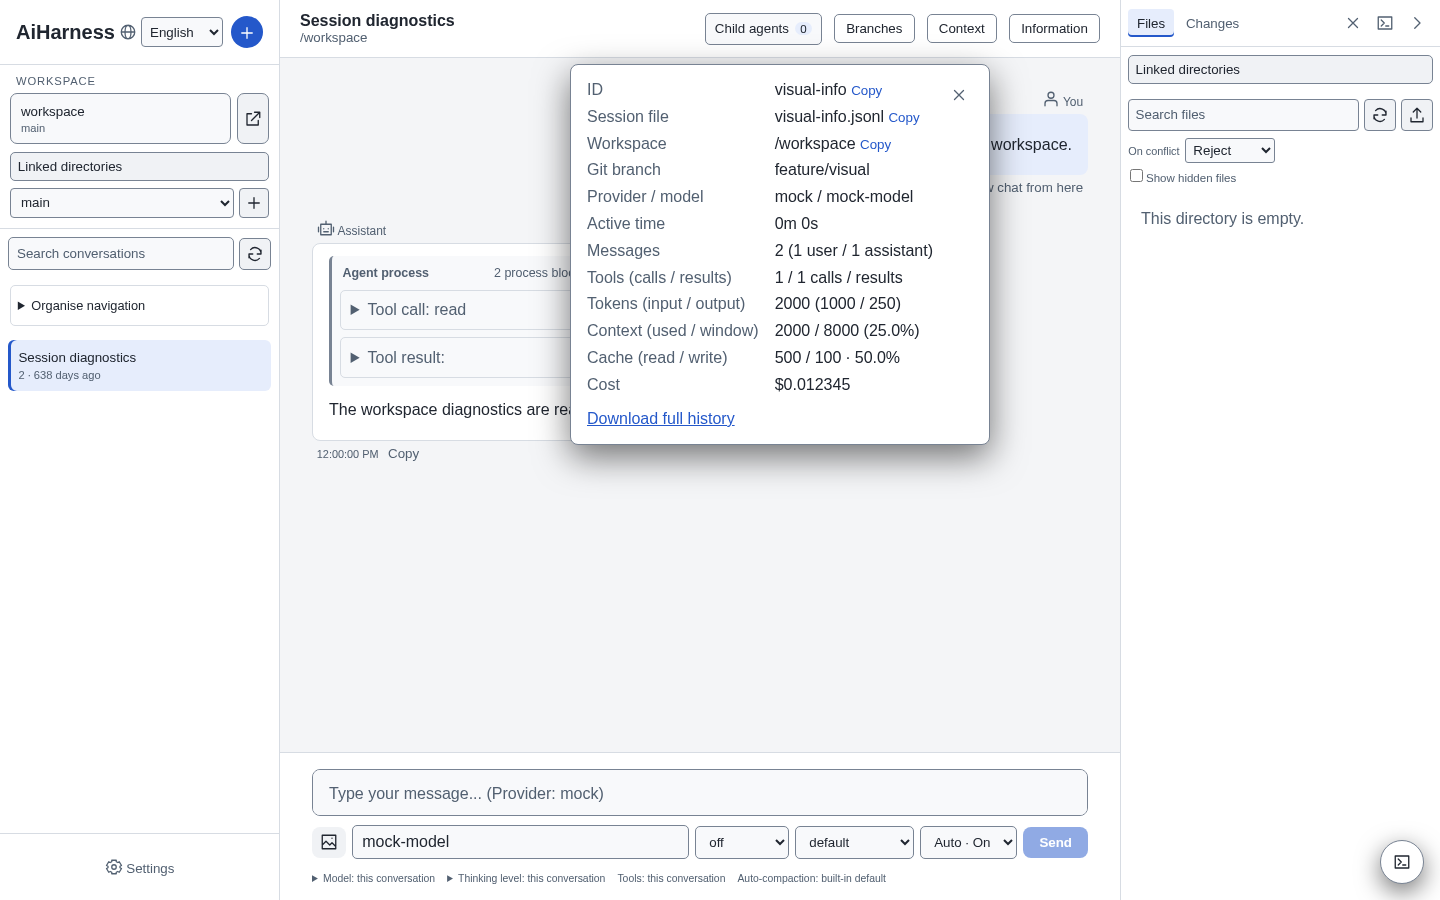 AiHarness English
WORKSPACE
workspace
main
Linked directories
main
Search conversations
Organise navigation
Session diagnostics
2 · 638 days ago
Settings
Session diagnostics
/workspace
Child agents 0 Branches Context Information
You
workspace.
chat from here
Assistant
Agent process 2 process
Tool call: read
Tool result:
The workspace diagnostics are
12:00:00 PM Copy
ID visual-info Copy
Session file visual-info.jsonl Copy
Workspace /workspace Copy
Git branch feature/visual
Provider / model mock / mock-model
Active time 0m 0s
Messages 2 (1 user / 1 assistant)
Tools (calls / results) 1 / 1 calls / results
Tokens (input / output) 2000 (1000 / 250)
Context (used / window) 2000 / 8000 (25.0%)
Cache (read / write) 500 / 100 · 50.0%
Cost $0.012345
Download full history
Type your message... (Provider: mock)
mock-model off default Auto · On Send
Model: this conversation Thinking level: this conversation Tools: this conversation Auto-compaction: built-in default
Files Changes
Linked directories
Search files
On conflict Reject
Show hidden files
This directory is empty.